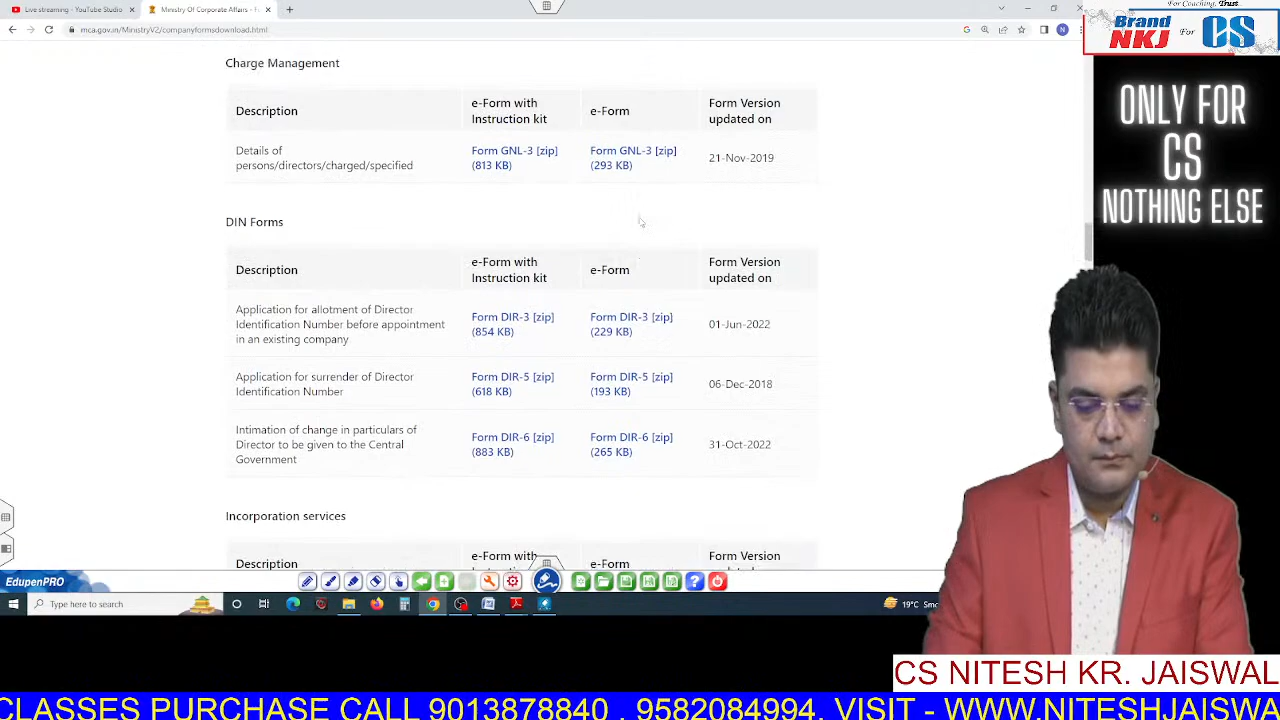 Live streaming - YouTube Studio
Ministry Of Corporate Affairs - F
mca.gov.in/MinistryV2/companyformsdownload.html
For Coaching, Trust...
Brand
NKJ
For
CS
ONLY FOR
CS
NOTHING ELSE
Charge Management
Description
e-Form with
Instruction kit
e-Form
Form Version
updated on
Details of
persons/directors/charged/specified
Form GNL-3 [zip]
(813 KB)
Form GNL-3 [zip]
(293 KB)
21-Nov-2019
DIN Forms
Description
e-Form with
Instruction kit
e-Form
Form Version
updated on
Application for allotment of Director
Identification Number before appointment
in an existing company
Form DIR-3 [zip]
(854 KB)
Form DIR-3 [zip]
(229 KB)
01-Jun-2022
Application for surrender of Director
Identification Number
Form DIR-5 [zip]
(618 KB)
Form DIR-5 [zip]
(193 KB)
06-Dec-2018
Intimation of change in particulars of
Director to be given to the Central
Government
Form DIR-6 [zip]
(883 KB)
Form DIR-6 [zip]
(265 KB)
31-Oct-2022
Incorporation services
Description
e-Form with
e-Form
Form Version
EdupenPRO
Type here to search
19°C Smo
CS NITESH KR. JAISWAL
CLASSES PURCHASE CALL 9013878840 , 9582084994, VISIT - WWW.NITESHJAISWA